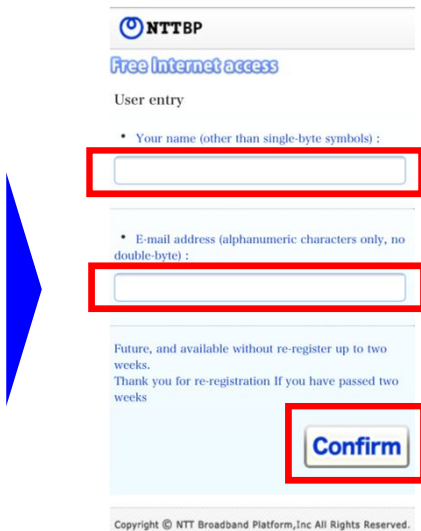 NTTBP
Free Internet access
User entry
• Your name (other than single-byte symbols) :
• E-mail address (alphanumeric characters only, no
double-byte) :
Future, and available without re-register up to two
weeks.
Thank you for re-registration If you have passed two
weeks
Confirm
Copyright © NTT Broadband Platform,Inc All Rights Reserved.